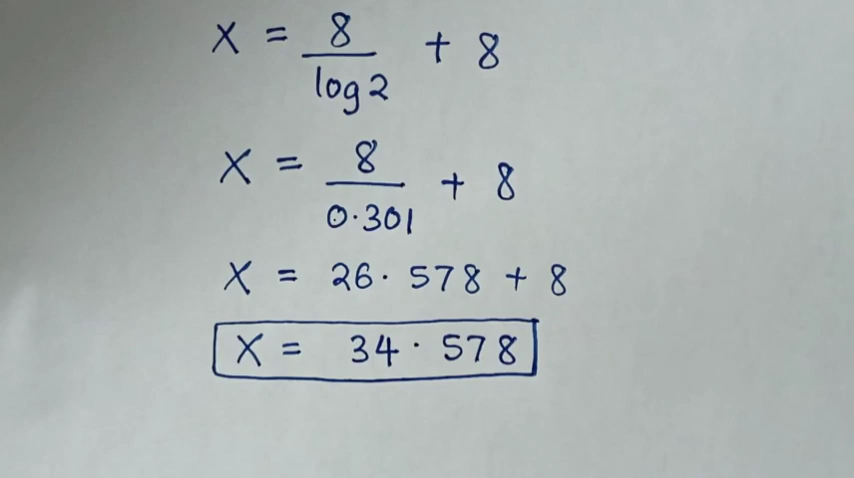 X = 8/log2 + 8
X = 8/0.301 + 8
X = 26.578 + 8
X = 34.578